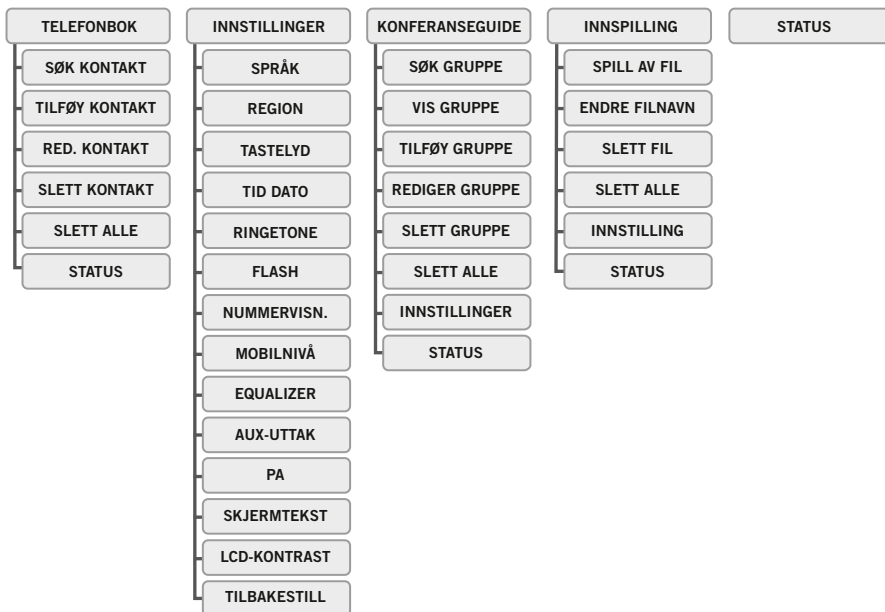 TELEFONBOK
SØK KONTAKT
TILFØY KONTAKT
RED. KONTAKT
SLETT KONTAKT
SLETT ALLE
STATUS
INNSTILLINGER
SPRÅK
REGION
TASTELYD
TID DATO
RINGETONE
FLASH
NUMMERVISN.
MOBILNIVÅ
EQUALIZER
AUX-UTTAK
PA
SKJERMTEKST
LCD-KONTRAST
TILBAKESTILL
KONFERANSEGUIDE
SØK GRUPPE
VIS GRUPPE
TILFØY GRUPPE
REDIGER GRUPPE
SLETT GRUPPE
SLETT ALLE
INNSTILLINGER
STATUS
INNSPILLING
SPILL AV FIL
ENDRE FILNAVN
SLETT FIL
SLETT ALLE
INNSTILLING
STATUS
STATUS